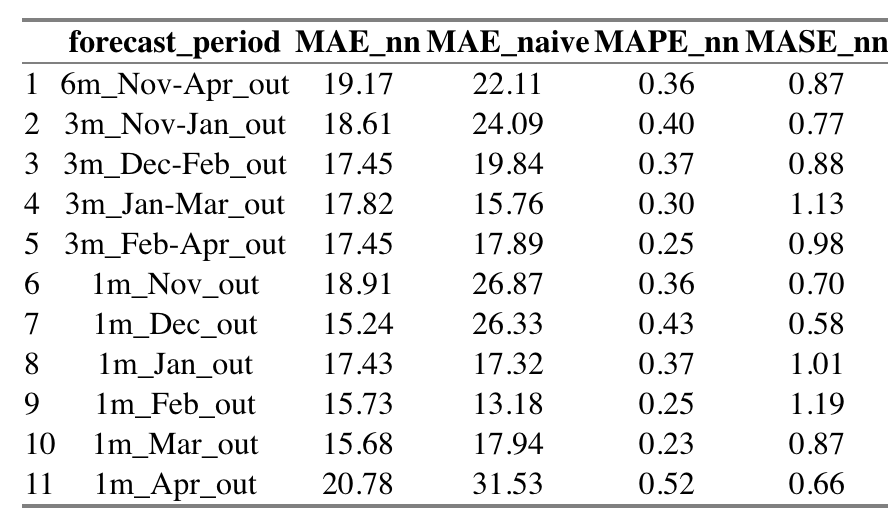 forecast_period MAE_nn MAE_naive MAPE_nn MASE_nn
1 6m_Nov-Apr_out 19.17 22.11 0.36 0.87
2 3m_Nov-Jan_out 18.61 24.09 0.40 0.77
3 3m_Dec-Feb_out 17.45 19.84 0.37 0.88
4 3m_Jan-Mar_out 17.82 15.76 0.30 1.13
5 3m_Feb-Apr_out 17.45 17.89 0.25 0.98
6 1m_Nov_out 18.91 26.87 0.36 0.70
7 1m_Dec_out 15.24 26.33 0.43 0.58
8 1m_Jan_out 17.43 17.32 0.37 1.01
9 1m_Feb_out 15.73 13.18 0.25 1.19
10 1m_Mar_out 15.68 17.94 0.23 0.87
11 1m_Apr_out 20.78 31.53 0.52 0.66